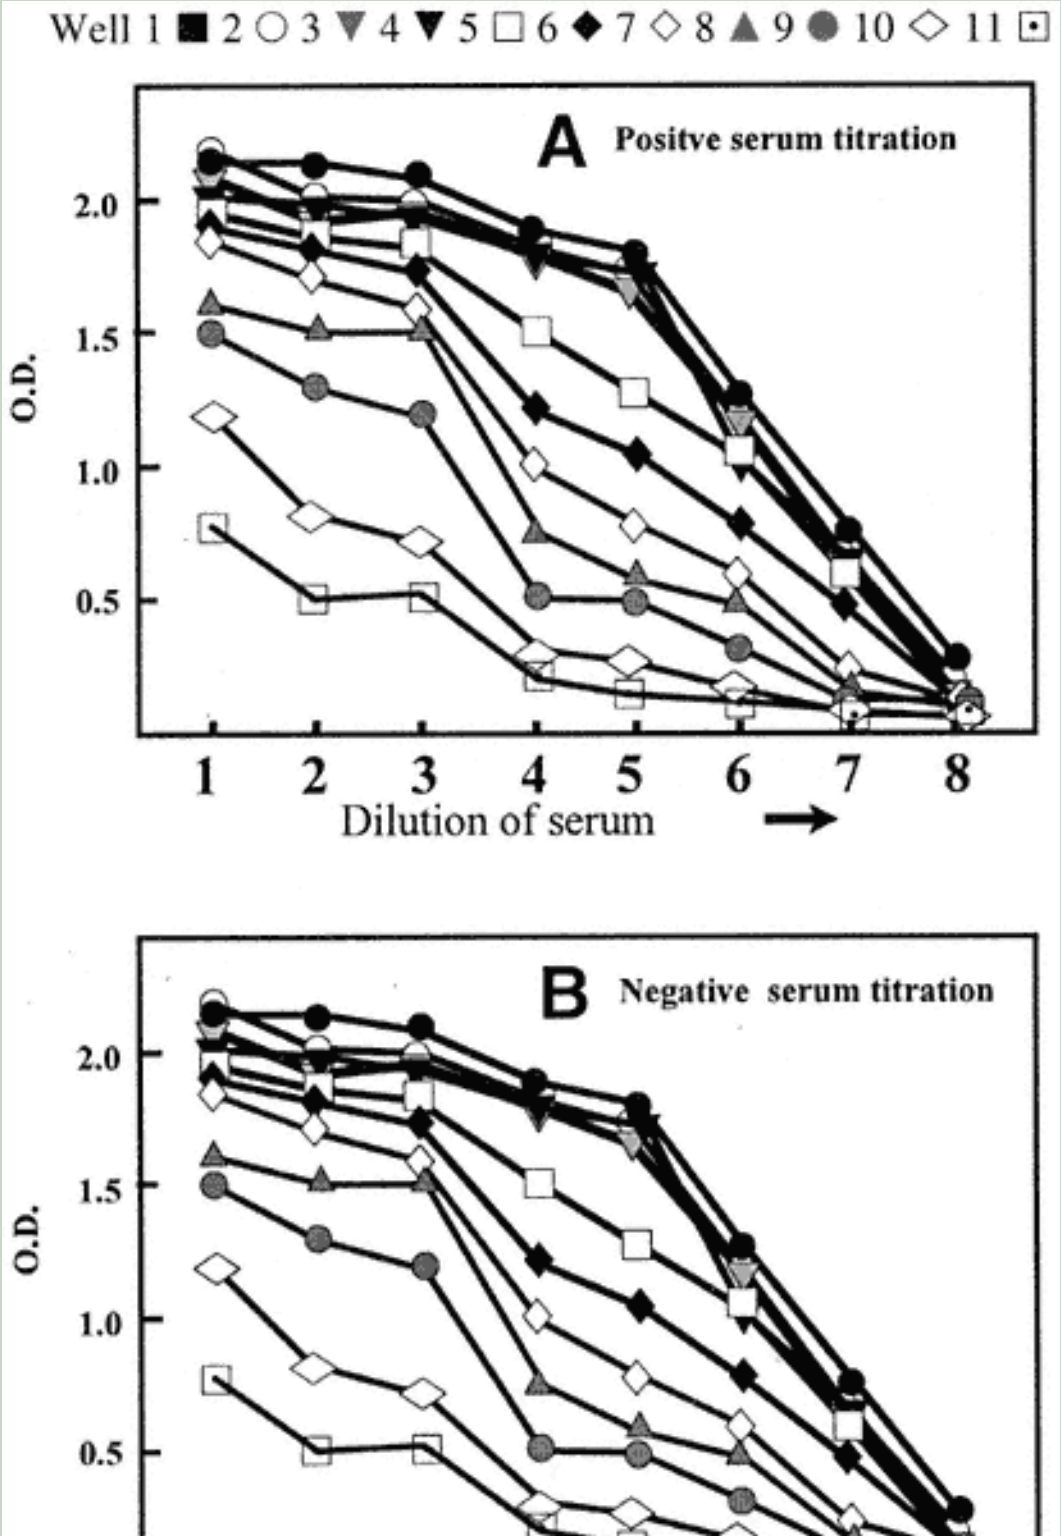 Well 1 2 3 4 5 6 7 8 9 10 11
A Positve serum titration
2.0
1.5
1.0
0.5
O.D.
1 2 3 4 5 6 7 8
Dilution of serum
B Negative serum titration
2.0
1.5
1.0
0.5
O.D.